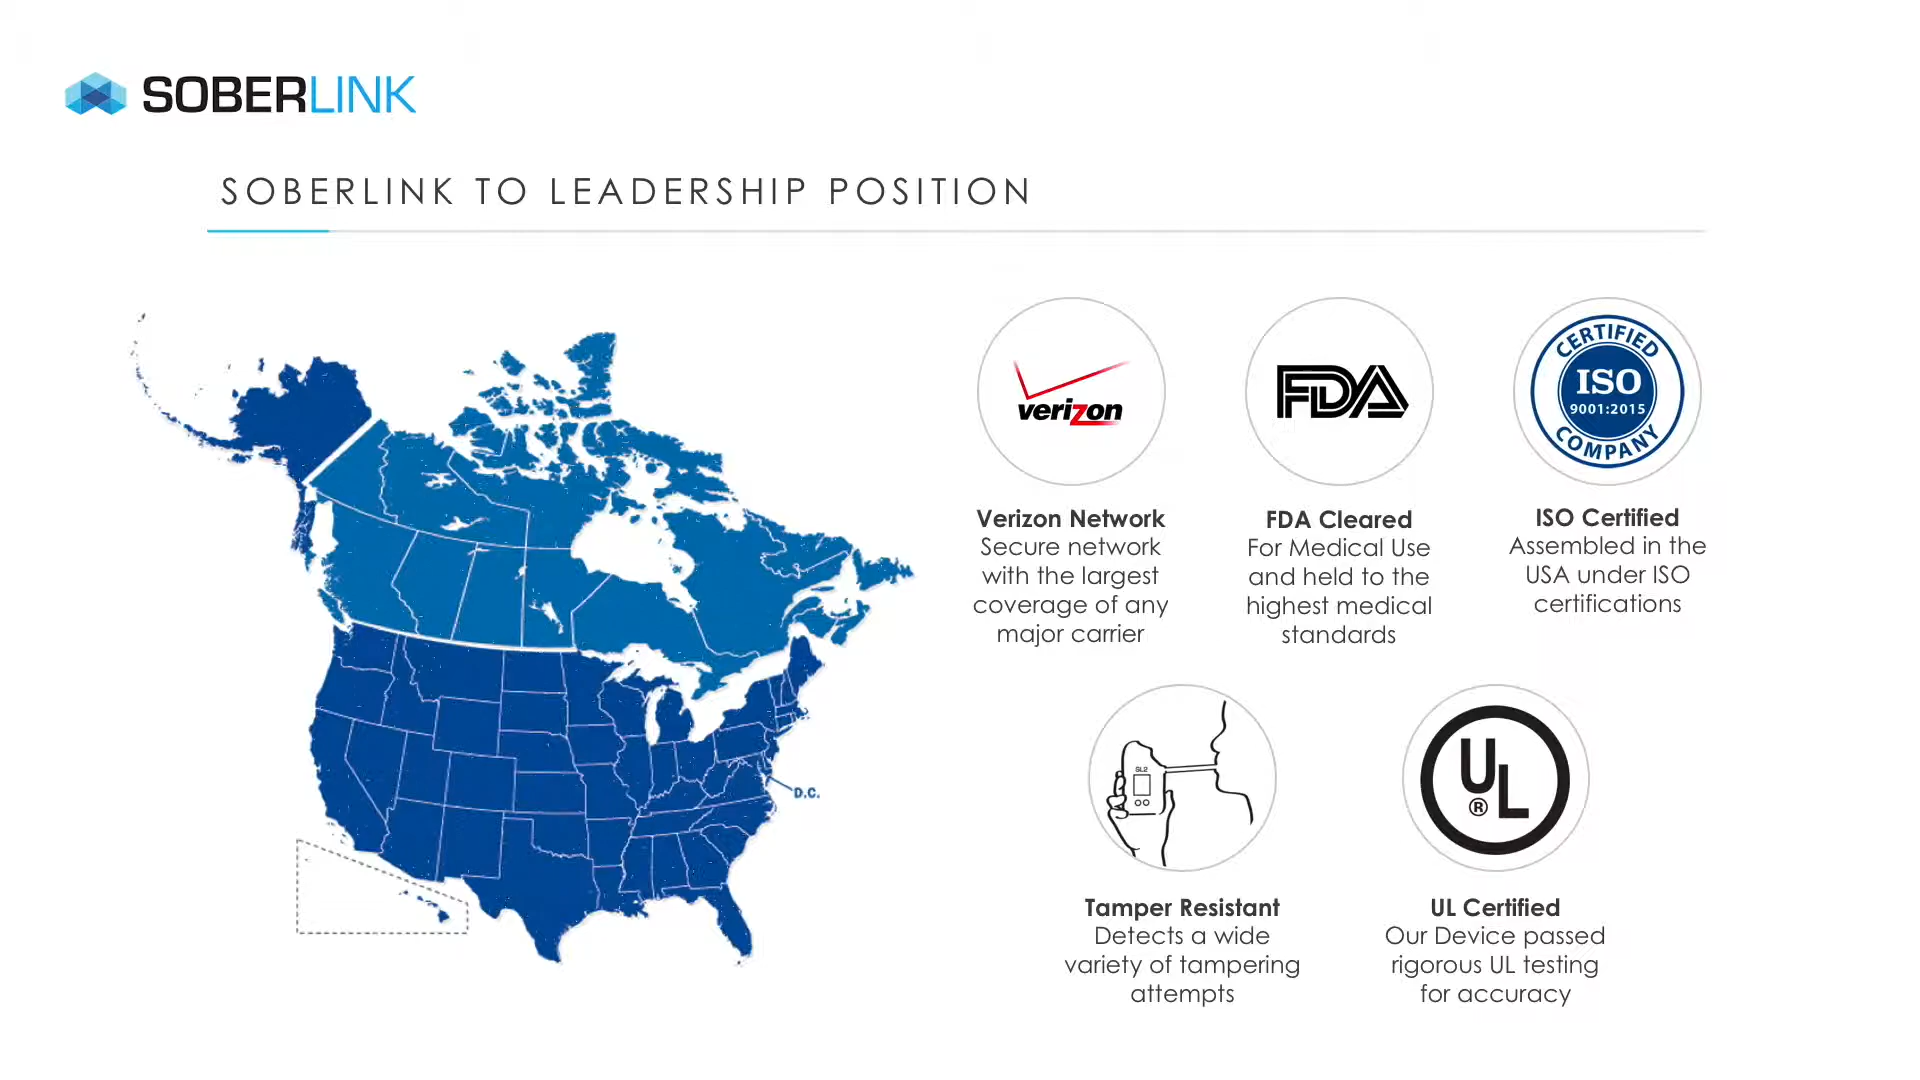 SOBERLINK
SOBERLINK TO LEADERSHIP POSITION
D.C.
verizon
Verizon Network
Secure network
with the largest
coverage of any
major carrier
FDA
FDA Cleared
For Medical Use
and held to the
highest medical
standards
CERTIFIED
ISO
9001:2015
COMPANY
ISO Certified
Assembled in the
USA under ISO
certifications
SL2
Tamper Resistant
Detects a wide
variety of tampering
attempts
UL
®
UL Certified
Our Device passed
rigorous UL testing
for accuracy